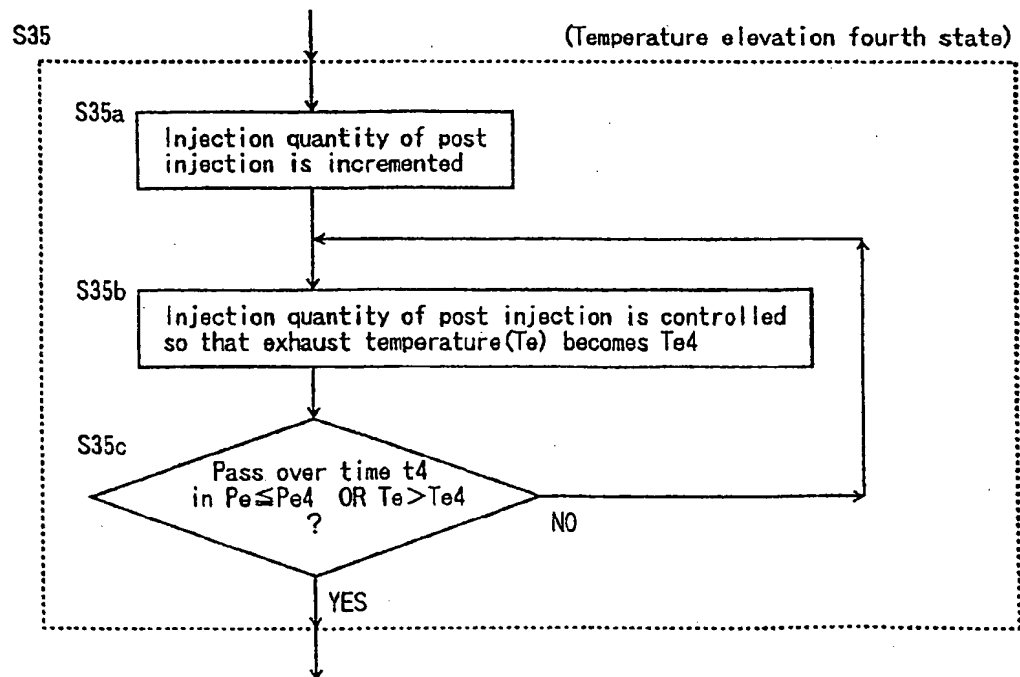 S35
(Temperature elevation fourth state)
S35a
Injection quantity of post
injection is incremented
S35b
Injection quantity of post injection is controlled
so that exhaust temperature(Te) becomes Te4
S35c
Pass over time t4
in Pe≦Pe4 OR Te>Te4
?
NO
YES